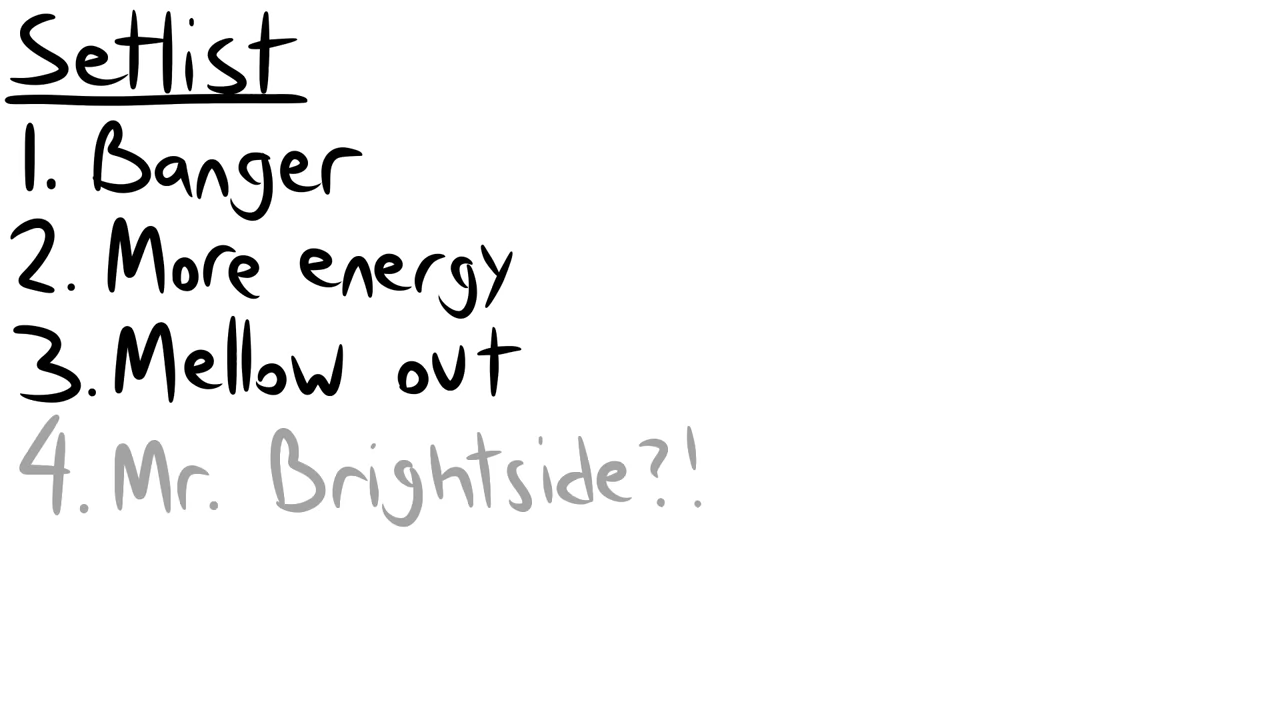 Setlist
1. Banger
2. More energy
3. Mellow out
4. Mr. Brightside?!